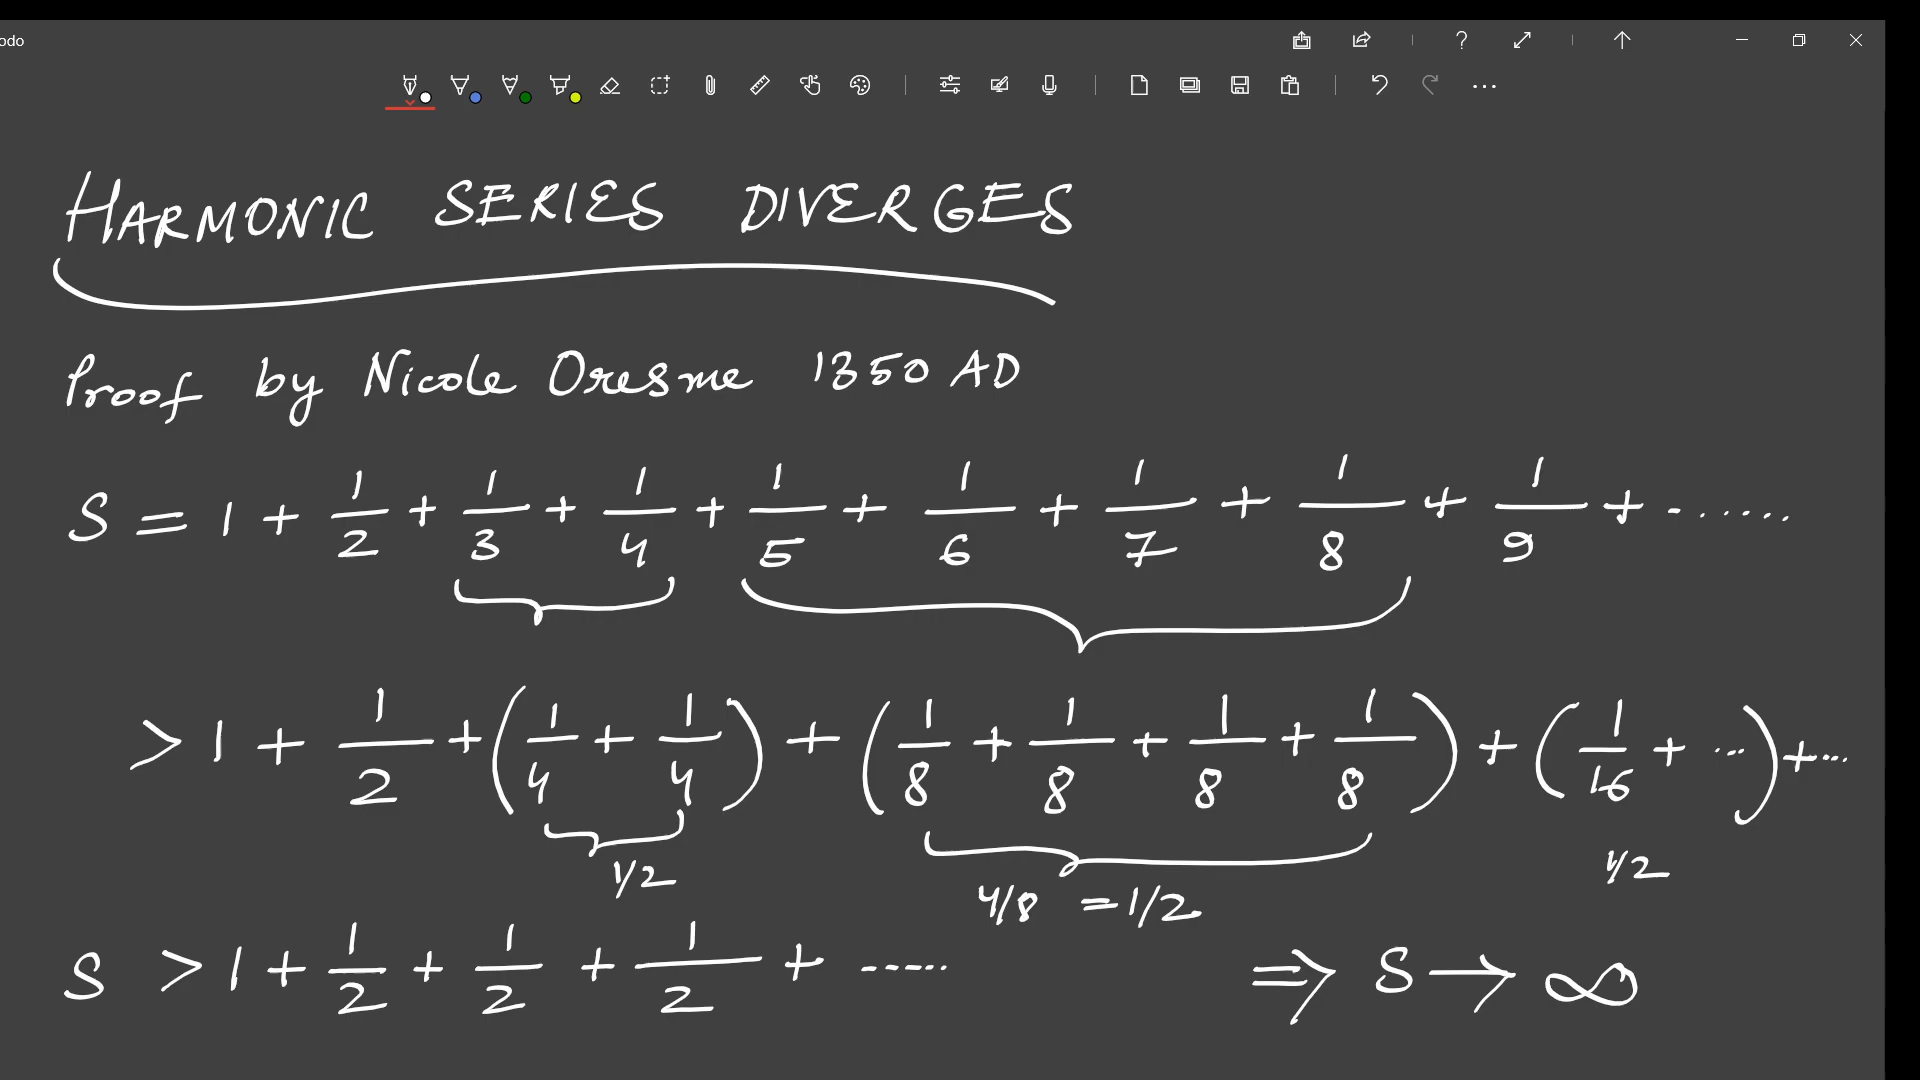 odo
HARMONIC SERIES DIVERGES
Proof by Nicole Oresme 1350 AD
S = 1 + 1/2 + 1/3 + 1/4 + 1/5 + 1/6 + 1/7 + 1/8 + 1/9 + ......
> 1 + 1/2 + (1/4 + 1/4) + (1/8 + 1/8 + 1/8 + 1/8) + (1/16 + ...) + ...
1/2
4/8 = 1/2
1/2
S > 1 + 1/2 + 1/2 + 1/2 + ..... ⇒ S → ∞